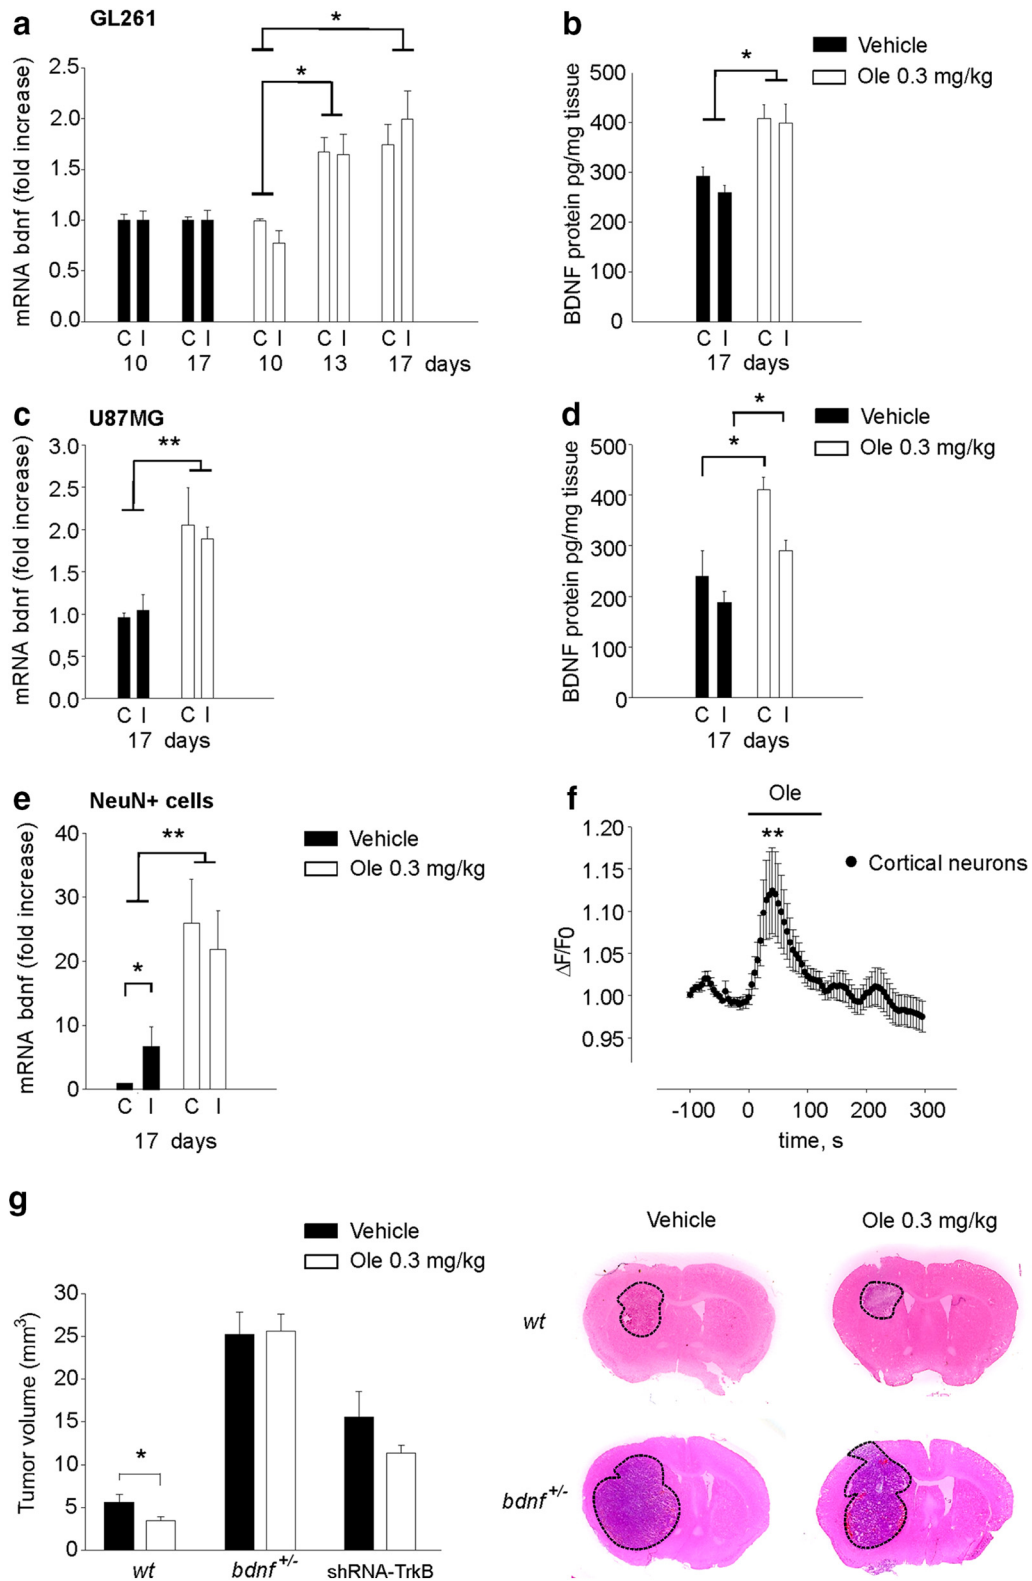 a GL261
*
*
mRNA bdnf (fold increase)
2.5
2.0
1.5
1.0
0.5
0.0
C I C I C I C I C I
10 17 10 13 17 days
b
Vehicle
Ole 0.3 mg/kg
*
BDNF protein pg/mg tissue
500
400
300
200
100
0
C I C I
17 days
c U87MG
**
mRNA bdnf (fold increase)
3.0
2.5
2.0
1.5
1.0
0,5
0.0
C I C I
17 days
d
Vehicle
Ole 0.3 mg/kg
*
*
BDNF protein pg/mg tissue
500
400
300
200
100
0
C I C I
17 days
e NeuN+ cells
Vehicle
Ole 0.3 mg/kg
**
*
mRNA bdnf (fold increase)
40
30
20
10
0
C I C I
17 days
f
Ole
**
Cortical neurons
ΔF/F0
1.20
1.15
1.10
1.05
1.00
0.95
-100 0 100 200 300
time, s
g
Vehicle
Ole 0.3 mg/kg
Tumor volume (mm³)
30
25
20
15
10
5
0
*
wt bdnf+/- shRNA-TrkB
Vehicle Ole 0.3 mg/kg
wt
bdnf+/-